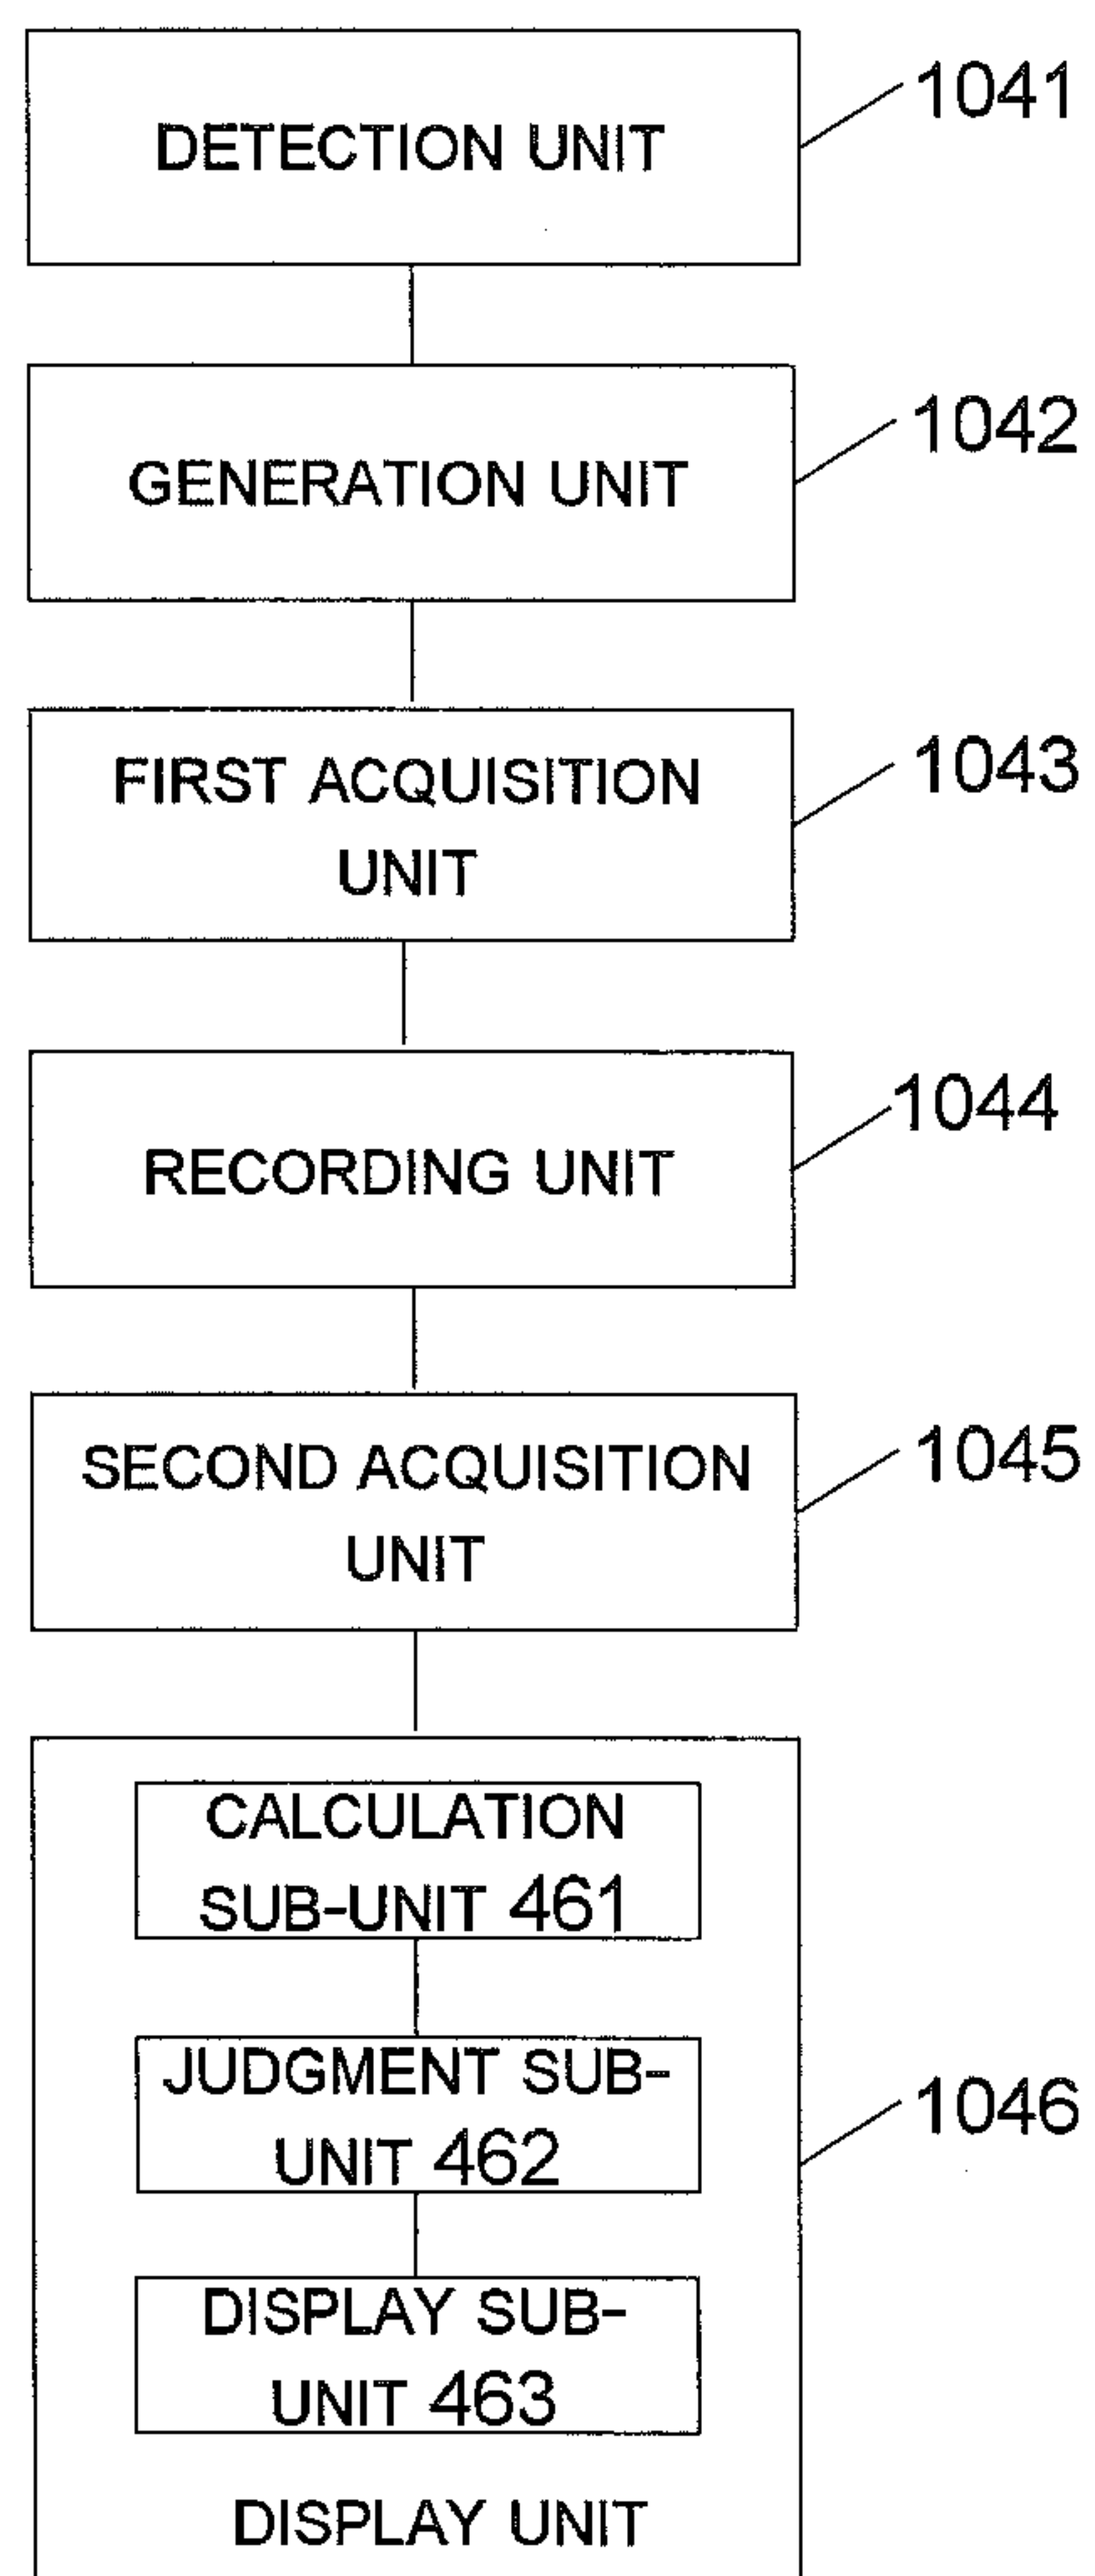 DETECTION UNIT
1041
GENERATION UNIT
1042
FIRST ACQUISITION
UNIT
1043
RECORDING UNIT
1044
SECOND ACQUISITION
UNIT
1045
CALCULATION
SUB-UNIT 461
JUDGMENT SUB-
UNIT 462
DISPLAY SUB-
UNIT 463
DISPLAY UNIT
1046